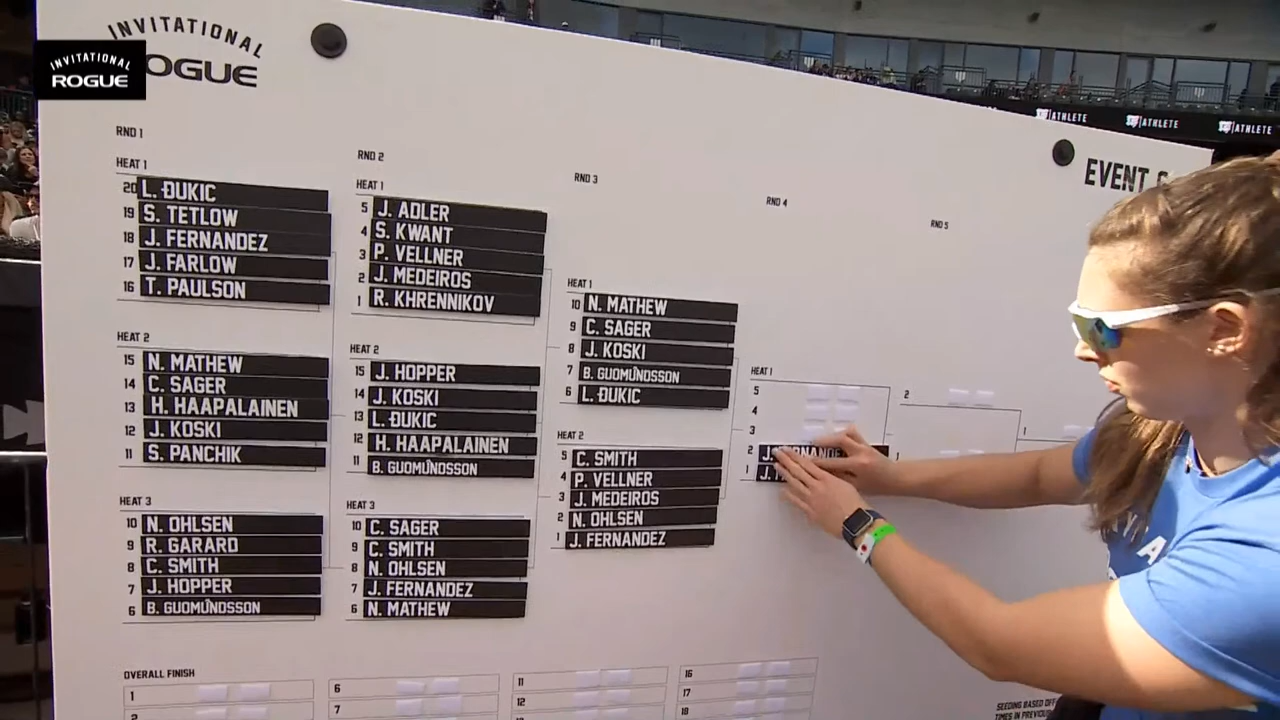 INVITATIONAL
ROGUE
INVITATIONAL
ROGUE
ATHLETE
ATHLETE
ATHLETE
EVENT
RND 1
HEAT 1
20 L. ĐUKIC
19 S. TETLOW
18 J. FERNANDEZ
17 J. FARLOW
16 T. PAULSON
HEAT 2
15 N. MATHEW
14 C. SAGER
13 H. HAAPALAINEN
12 J. KOSKI
11 S. PANCHIK
HEAT 3
10 N. OHLSEN
9 R. GARARD
8 C. SMITH
7 J. HOPPER
6 B. GUÐMUNDSSON
RND 2
HEAT 1
5 J. ADLER
4 S. KWANT
3 P. VELLNER
2 J. MEDEIROS
1 R. KHRENNIKOV
HEAT 2
15 J. HOPPER
14 J. KOSKI
13 L. ĐUKIC
12 H. HAAPALAINEN
11 B. GUÐMUNDSSON
HEAT 3
10 C. SAGER
9 C. SMITH
8 N. OHLSEN
7 J. FERNANDEZ
6 N. MATHEW
RND 3
HEAT 1
10 N. MATHEW
9 C. SAGER
8 J. KOSKI
7 B. GUÐMUNDSSON
6 L. ĐUKIC
HEAT 2
5 C. SMITH
4 P. VELLNER
3 J. MEDEIROS
2 N. OHLSEN
1 J. FERNANDEZ
RND 4
HEAT 1
5
4
3
2
1 J.
RND 5
2
1
1
OVERALL FINISH
1
2
6
7
11
12
16
17
18
SEEDING BASED OFF
TIMES IN PREVIOUS